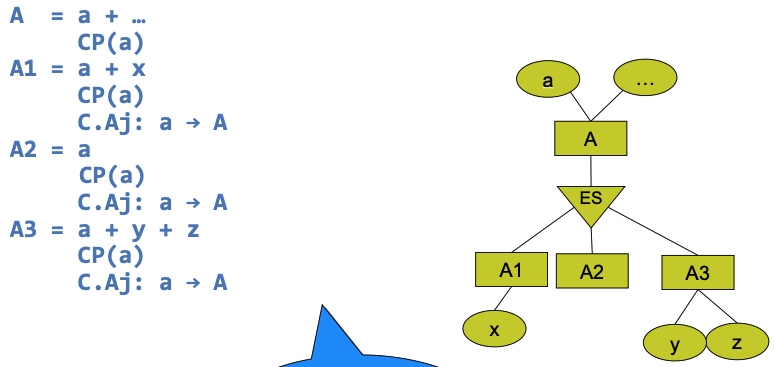 A = a + …
CP(a)
A1 = a + x
CP(a)
C.Aj: a → A
A2 = a
CP(a)
C.Aj: a → A
A3 = a + y + z
CP(a)
C.Aj: a → A
a
…
A
ES
A1
A2
A3
x
y
z